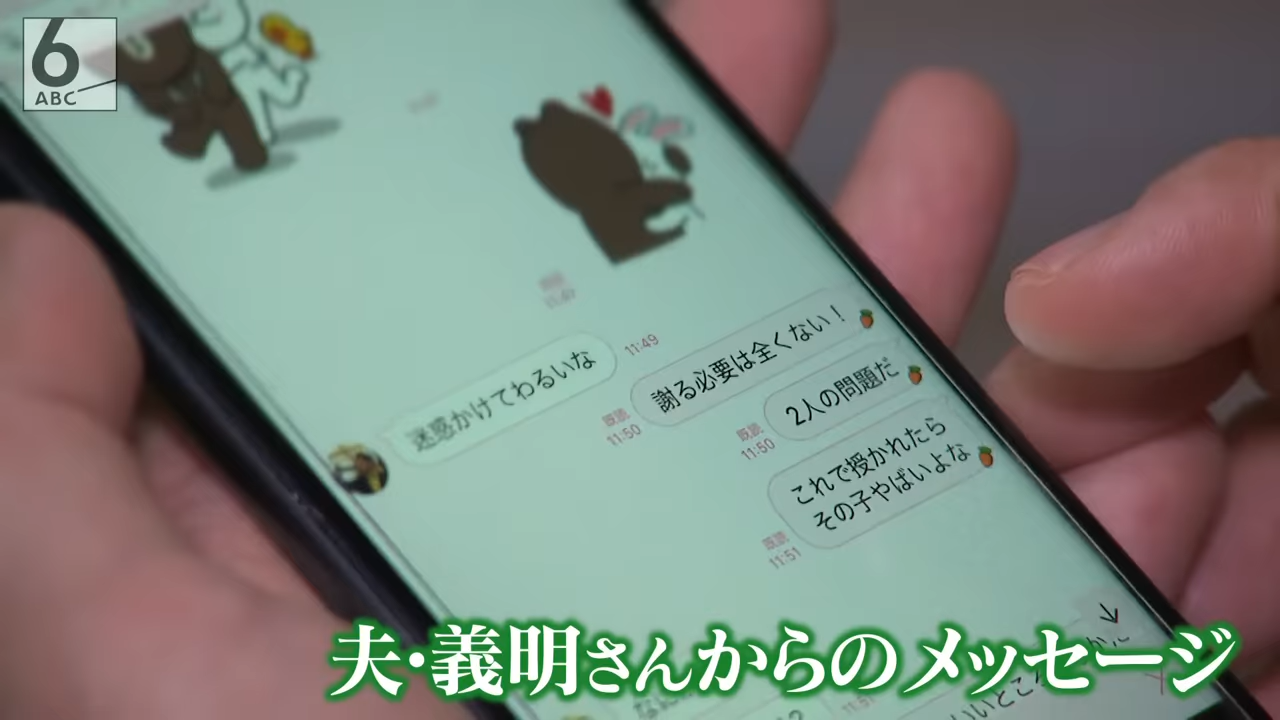 6
ABC
迷惑かけてわるいな
11:49
謝る必要は全くない！
既読
11:50
2人の問題だ
既読
11:50
これで授かれたら
その子やばいよな
既読
11:51
夫・義明さんからのメッセージ